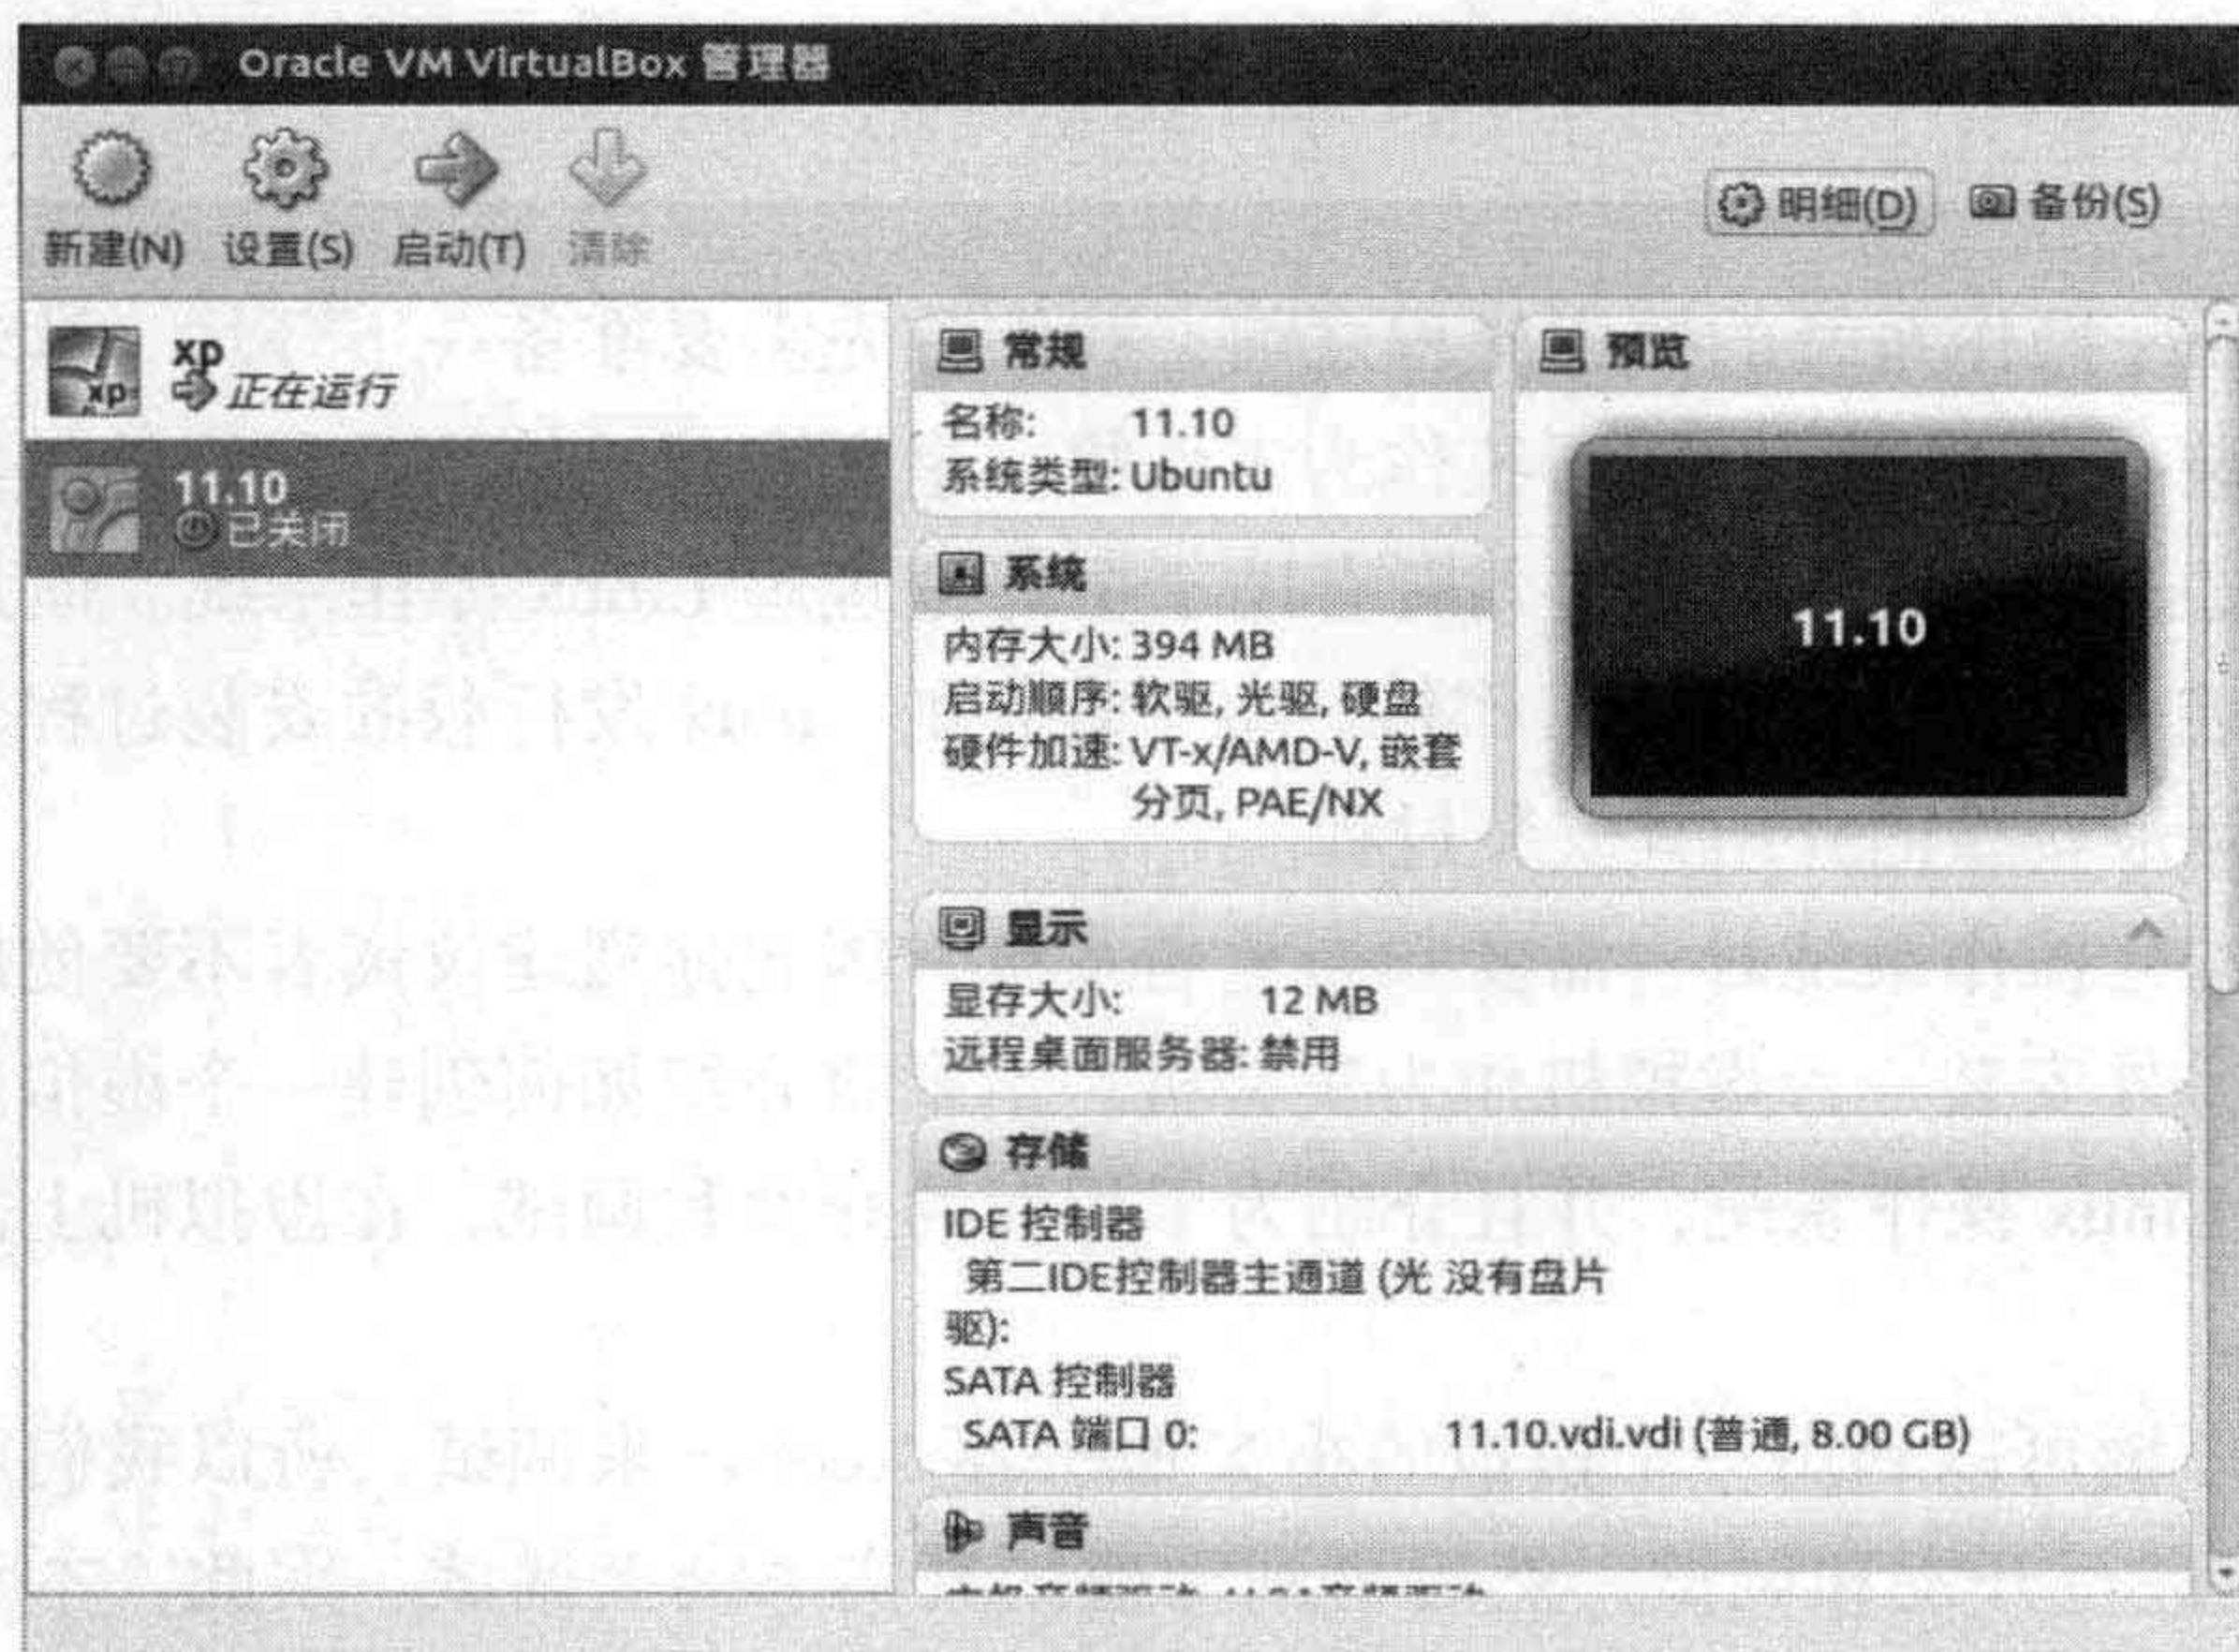 Oracle VM VirtualBox 管理器
新建(N) 设置(S) 启动(T) 清除
明细(D) 备份(S)
xp
正在运行
11.10
已关闭
常规
名称: 11.10
系统类型: Ubuntu
系统
内存大小: 394 MB
启动顺序: 软驱, 光驱, 硬盘
硬件加速: VT-x/AMD-V, 嵌套
分页, PAE/NX
预览
11.10
显示
显存大小: 12 MB
远程桌面服务器: 禁用
存储
IDE 控制器
第二IDE控制器主通道 (光 没有盘片
驱):
SATA 控制器
SATA 端口 0: 11.10.vdi.vdi (普通, 8.00 GB)
声音